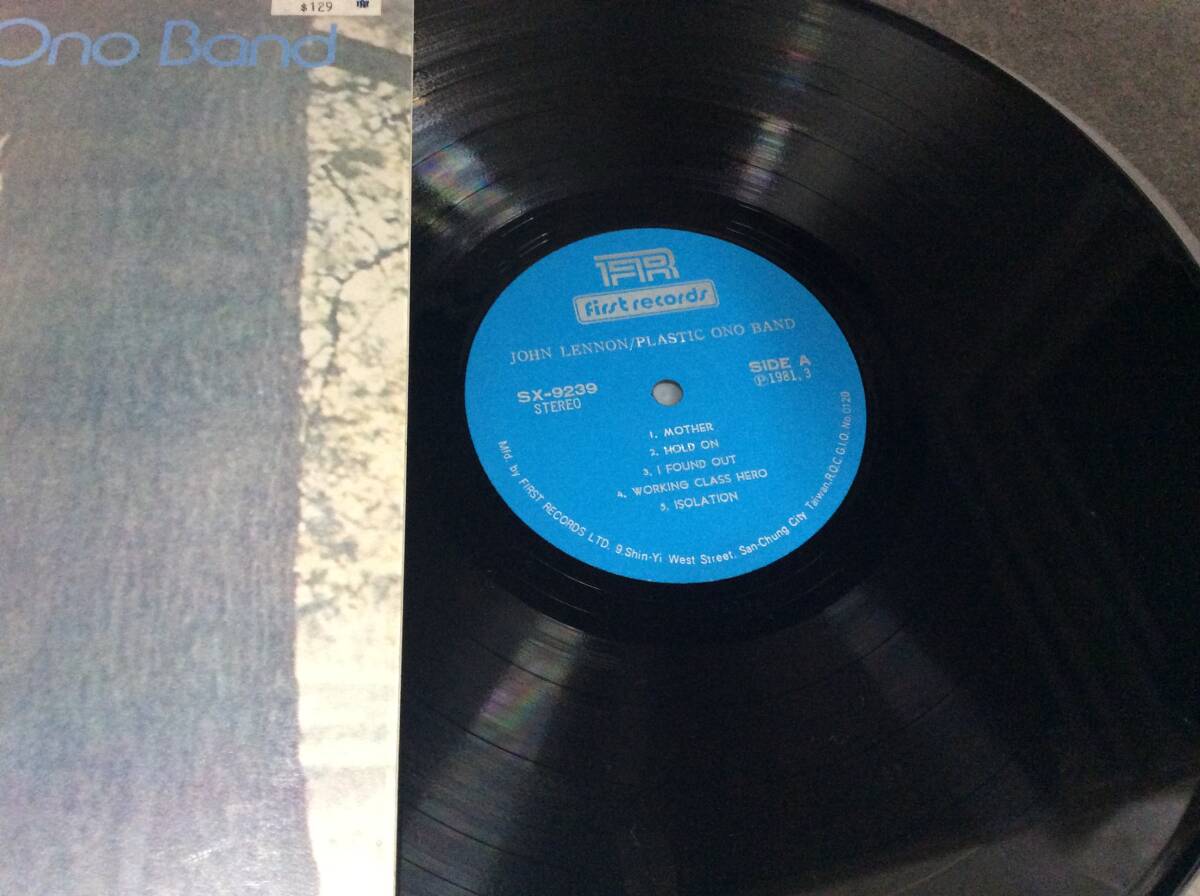 $129
Ono Band
FR
first records
JOHN LENNON/PLASTIC ONO BAND
SX-9239
STEREO
SIDE A
Ⓟ1981.3
1. MOTHER
2. HOLD ON
3. I FOUND OUT
4. WORKING CLASS HERO
5. ISOLATION
Mfd. by FIRST RECORDS LTD. 9.Shin-Yi West Street. San-Chung City Taiwan.R.O.C.G.I.O. No.0120